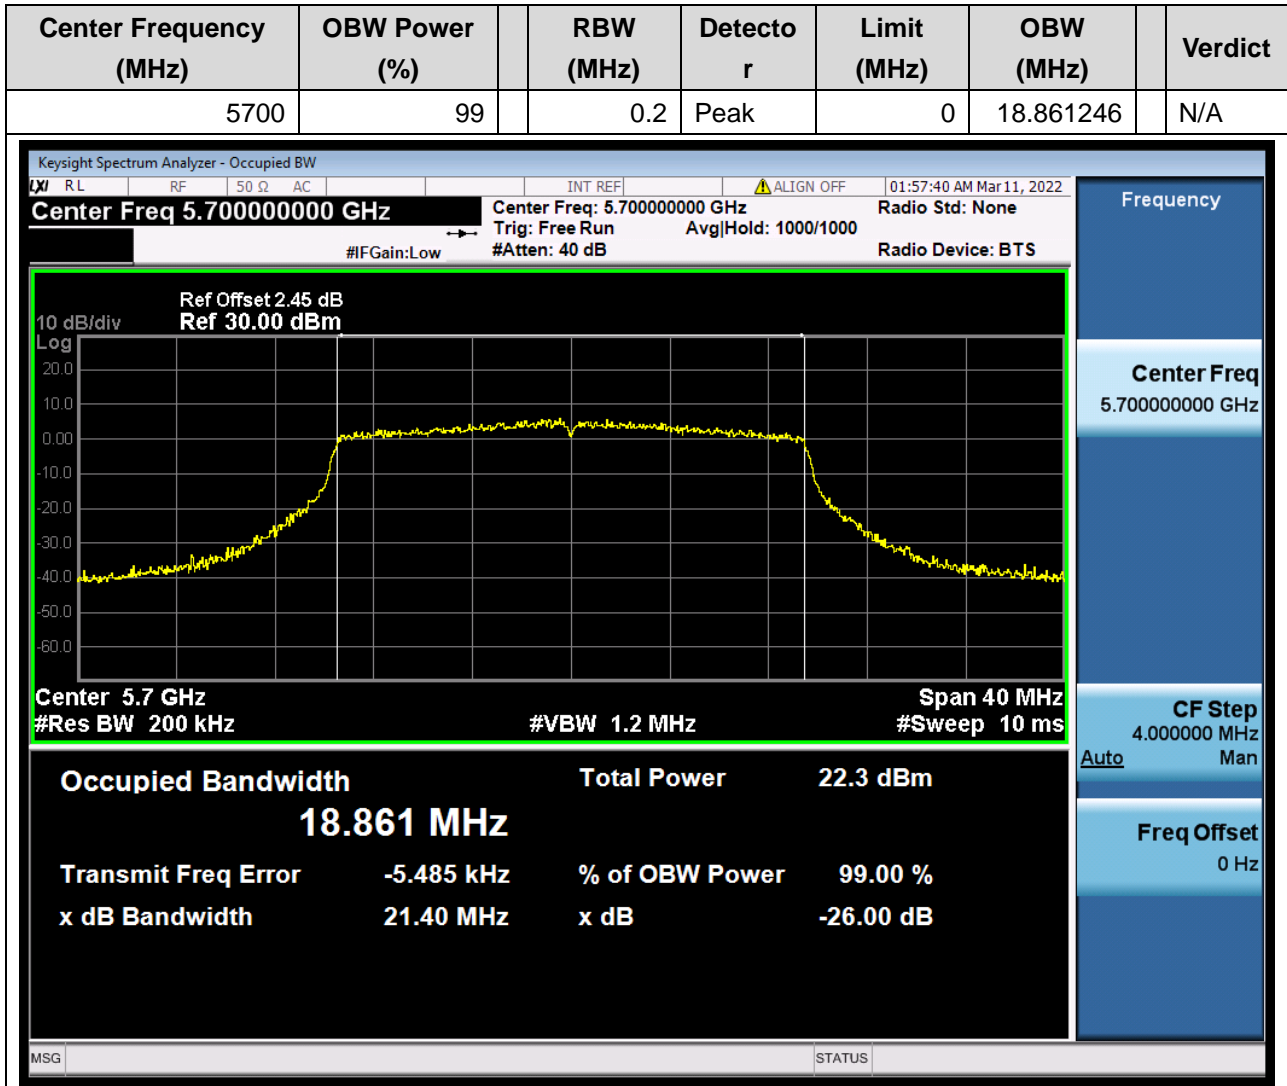 Center Frequency (MHz) OBW Power (%) RBW (MHz) Detecto r Limit (MHz) OBW (MHz) Verdict
5700 99 0.2 Peak 0 18.861246 N/A
Keysight Spectrum Analyzer - Occupied BW
LXI RL RF 50 Ω AC INT REF ALIGN OFF 01:57:40 AM Mar 11, 2022
Center Freq 5.700000000 GHz
Center Freq: 5.700000000 GHz
Radio Std: None
Trig: Free Run Avg|Hold: 1000/1000
#IFGain:Low #Atten: 40 dB Radio Device: BTS
Frequency
Ref Offset 2.45 dB
10 dB/div Ref 30.00 dBm
Log
20.0
10.0
0.00
-10.0
-20.0
-30.0
-40.0
-50.0
-60.0
Center 5.7 GHz Span 40 MHz
#Res BW 200 kHz #VBW 1.2 MHz #Sweep 10 ms
Center Freq
5.700000000 GHz
CF Step
4.000000 MHz
Auto Man
Freq Offset
0 Hz
Occupied Bandwidth Total Power 22.3 dBm
18.861 MHz
Transmit Freq Error -5.485 kHz % of OBW Power 99.00 %
x dB Bandwidth 21.40 MHz x dB -26.00 dB
MSG STATUS